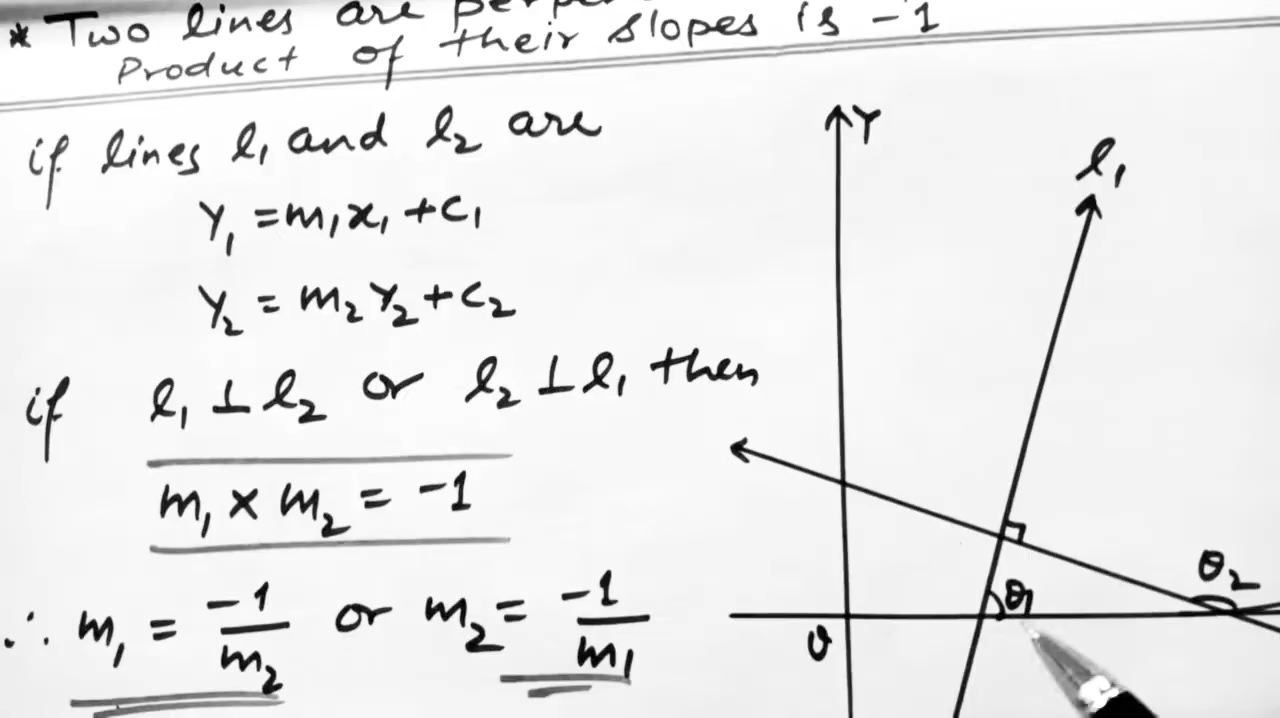 * Two lines are
Product of their slopes is -1
if lines l₁ and l₂ are
Y₁ = m₁x₁ + c₁
Y₂ = m₂Y₂ + c₂
if l₁ ⊥ l₂ or l₂ ⊥ l₁ then
m₁ × m₂ = -1
∴ m₁ = -1/m₂ or m₂ = -1/m₁
Y
l₁
θ₂
θ₁
O